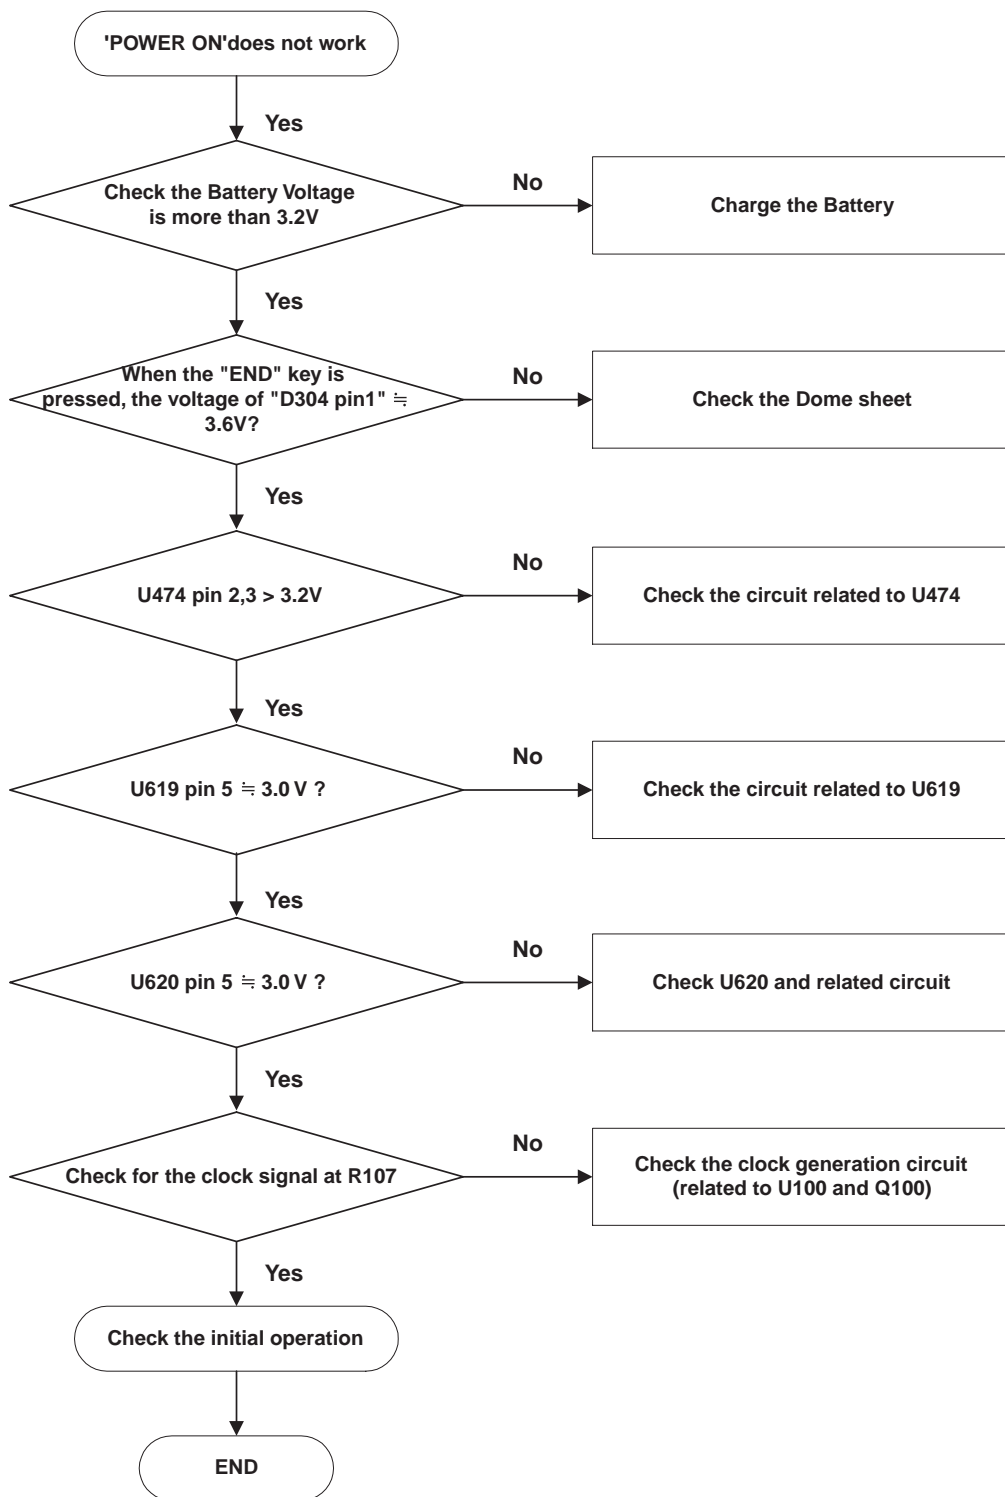 'POWER ON'does not work
Yes
Check the Battery Voltage
is more than 3.2V
No
Charge the Battery
Yes
When the "END" key is
pressed, the voltage of "D304 pin1" ≒
3.6V?
No
Check the Dome sheet
Yes
U474 pin 2,3 > 3.2V
No
Check the circuit related to U474
Yes
U619 pin 5 ≒ 3.0 V ?
No
Check the circuit related to U619
Yes
U620 pin 5 ≒ 3.0 V ?
No
Check U620 and related circuit
Yes
Check for the clock signal at R107
No
Check the clock generation circuit
(related to U100 and Q100)
Yes
Check the initial operation
END